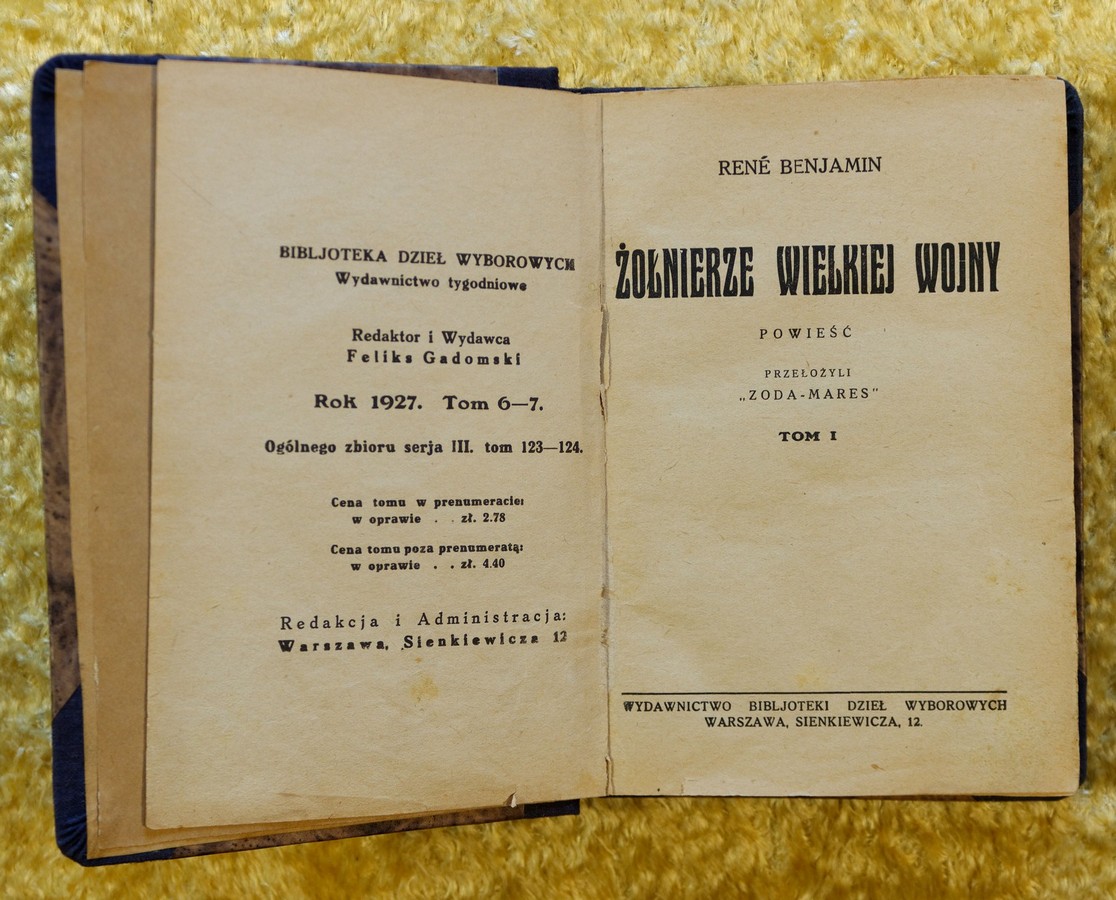 BIBLJOTEKA DZIEŁ WYBOROWYCH
Wydawnictwo tygodniowe
Redaktor i Wydawca
Feliks Gadomski
Rok 1927. Tom 6—7.
Ogólnego zbioru serja III. tom 123—124.
Cena tomu w prenumeracie:
w oprawie . . zł. 2.78
Cena tomu poza prenumeratą:
w oprawie . . zł. 4.40
Redakcja i Administracja:
Warszawa, Sienkiewicza 12
RENÉ BENJAMIN
ŻOŁNIERZE WIELKIEJ WOJNY
POWIEŚĆ
PRZEŁOŻYLI
„ZODA-MARES"
TOM I
WYDAWNICTWO BIBLJOTEKI DZIEŁ WYBOROWYCH
WARSZAWA, SIENKIEWICZA, 12.